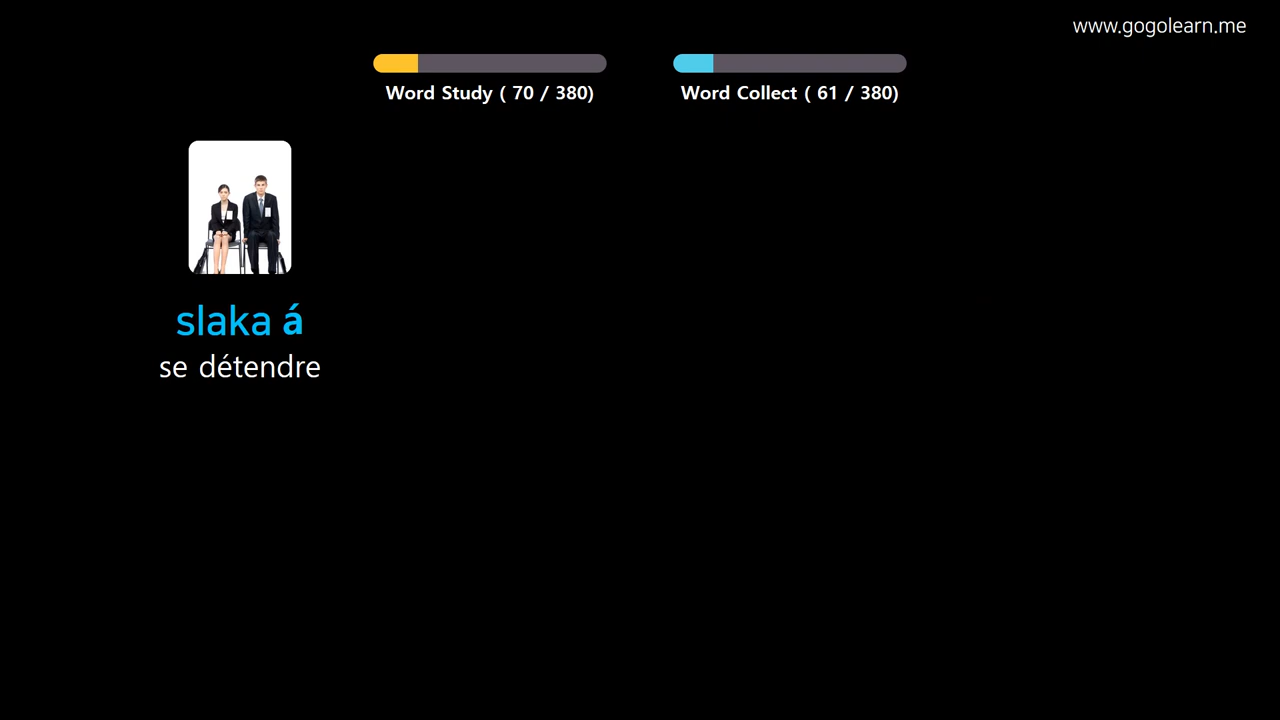 www.gogolearn.me
Word Study ( 70 / 380)
Word Collect ( 61 / 380)
slaka á
se détendre